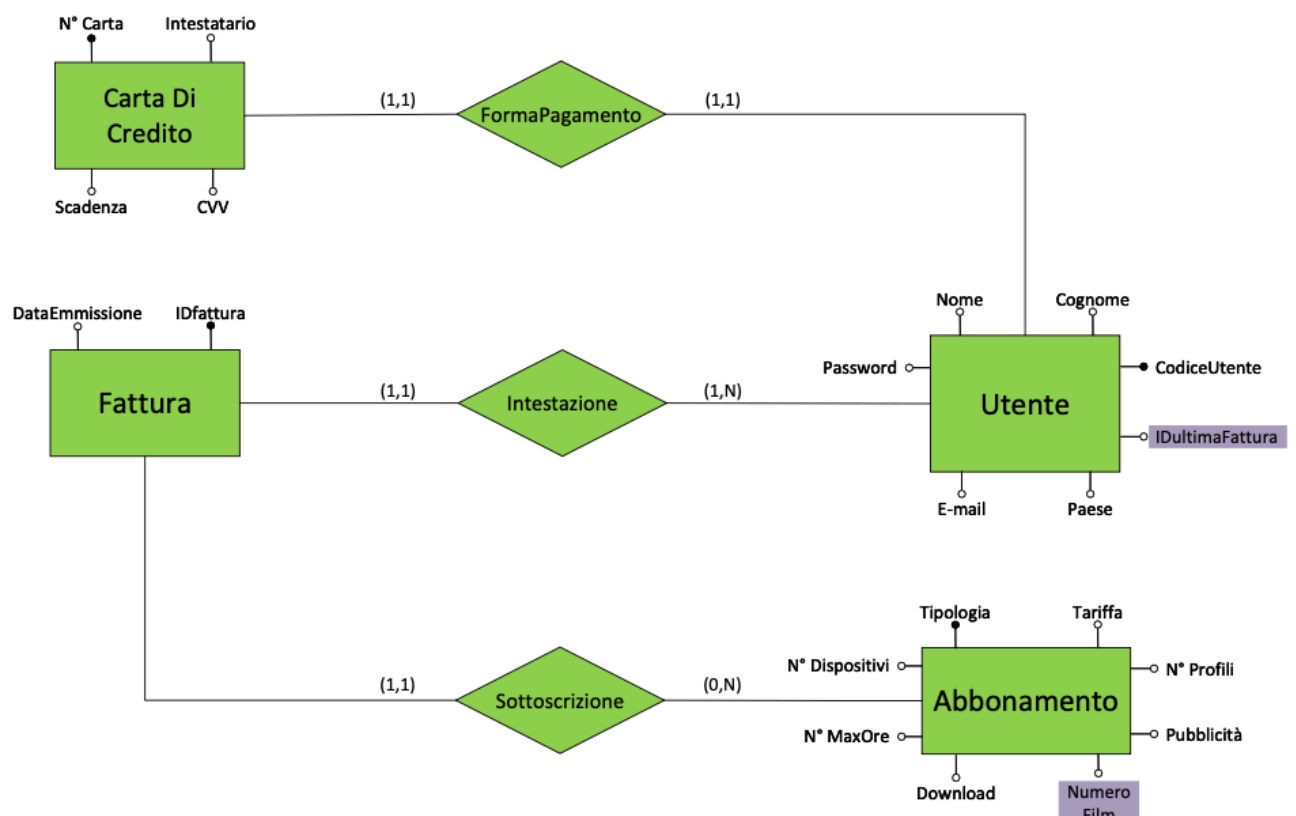 N° Carta Intestatario
Carta Di
Credito
(1,1) FormaPagamento (1,1)
Scadenza CVV
DataEmmissione IDfattura
Nome Cognome
Fattura
(1,1) Intestazione (1,N)
Password
Utente
CodiceUtente
IDultimaFattura
E-mail Paese
Tipologia Tariffa
N° Dispositivi
N° Profili
(1,1) Sottoscrizione (0,N)
Abbonamento
N° MaxOre
Pubblicità
Download
Numero
Film